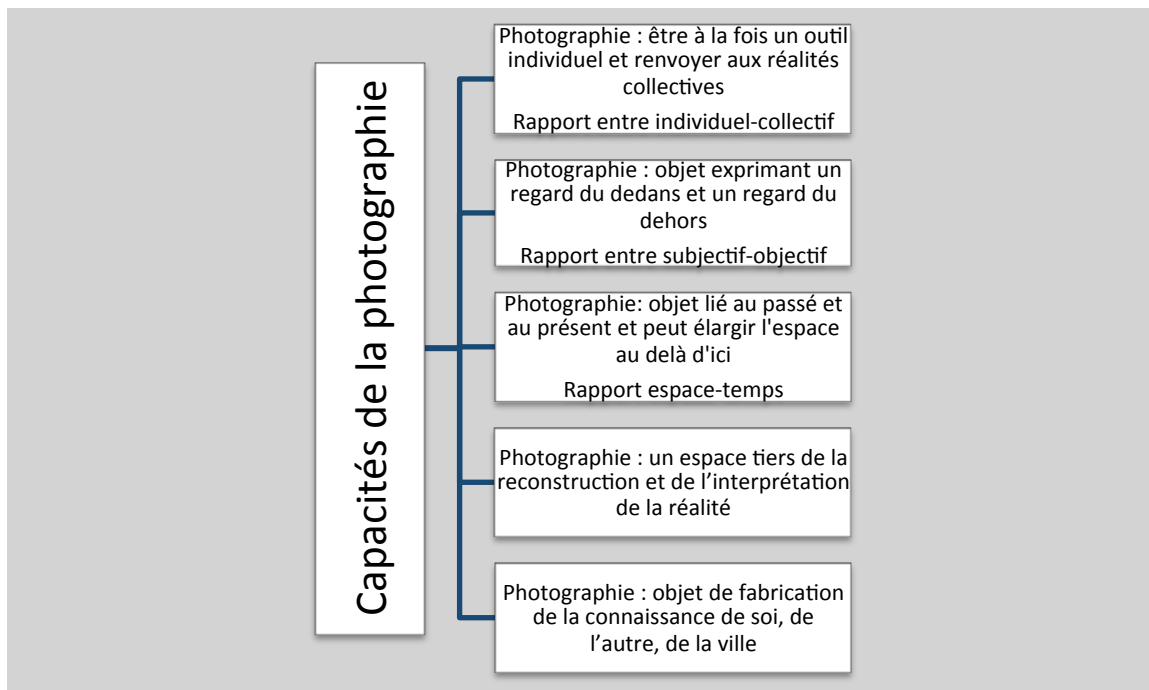 Capacités de la photographie
Photographie : être à la fois un outil
individuel et renvoyer aux réalités
collectives
Rapport entre individuel-collectif
Photographie : objet exprimant un
regard du dedans et un regard du
dehors
Rapport entre subjectif-objectif
Photographie: objet lié au passé et
au présent et peut élargir l'espace
au delà d'ici
Rapport espace-temps
Photographie : un espace tiers de la
reconstruction et de l’interprétation
de la réalité
Photographie : objet de fabrication
de la connaissance de soi, de
l’autre, de la ville